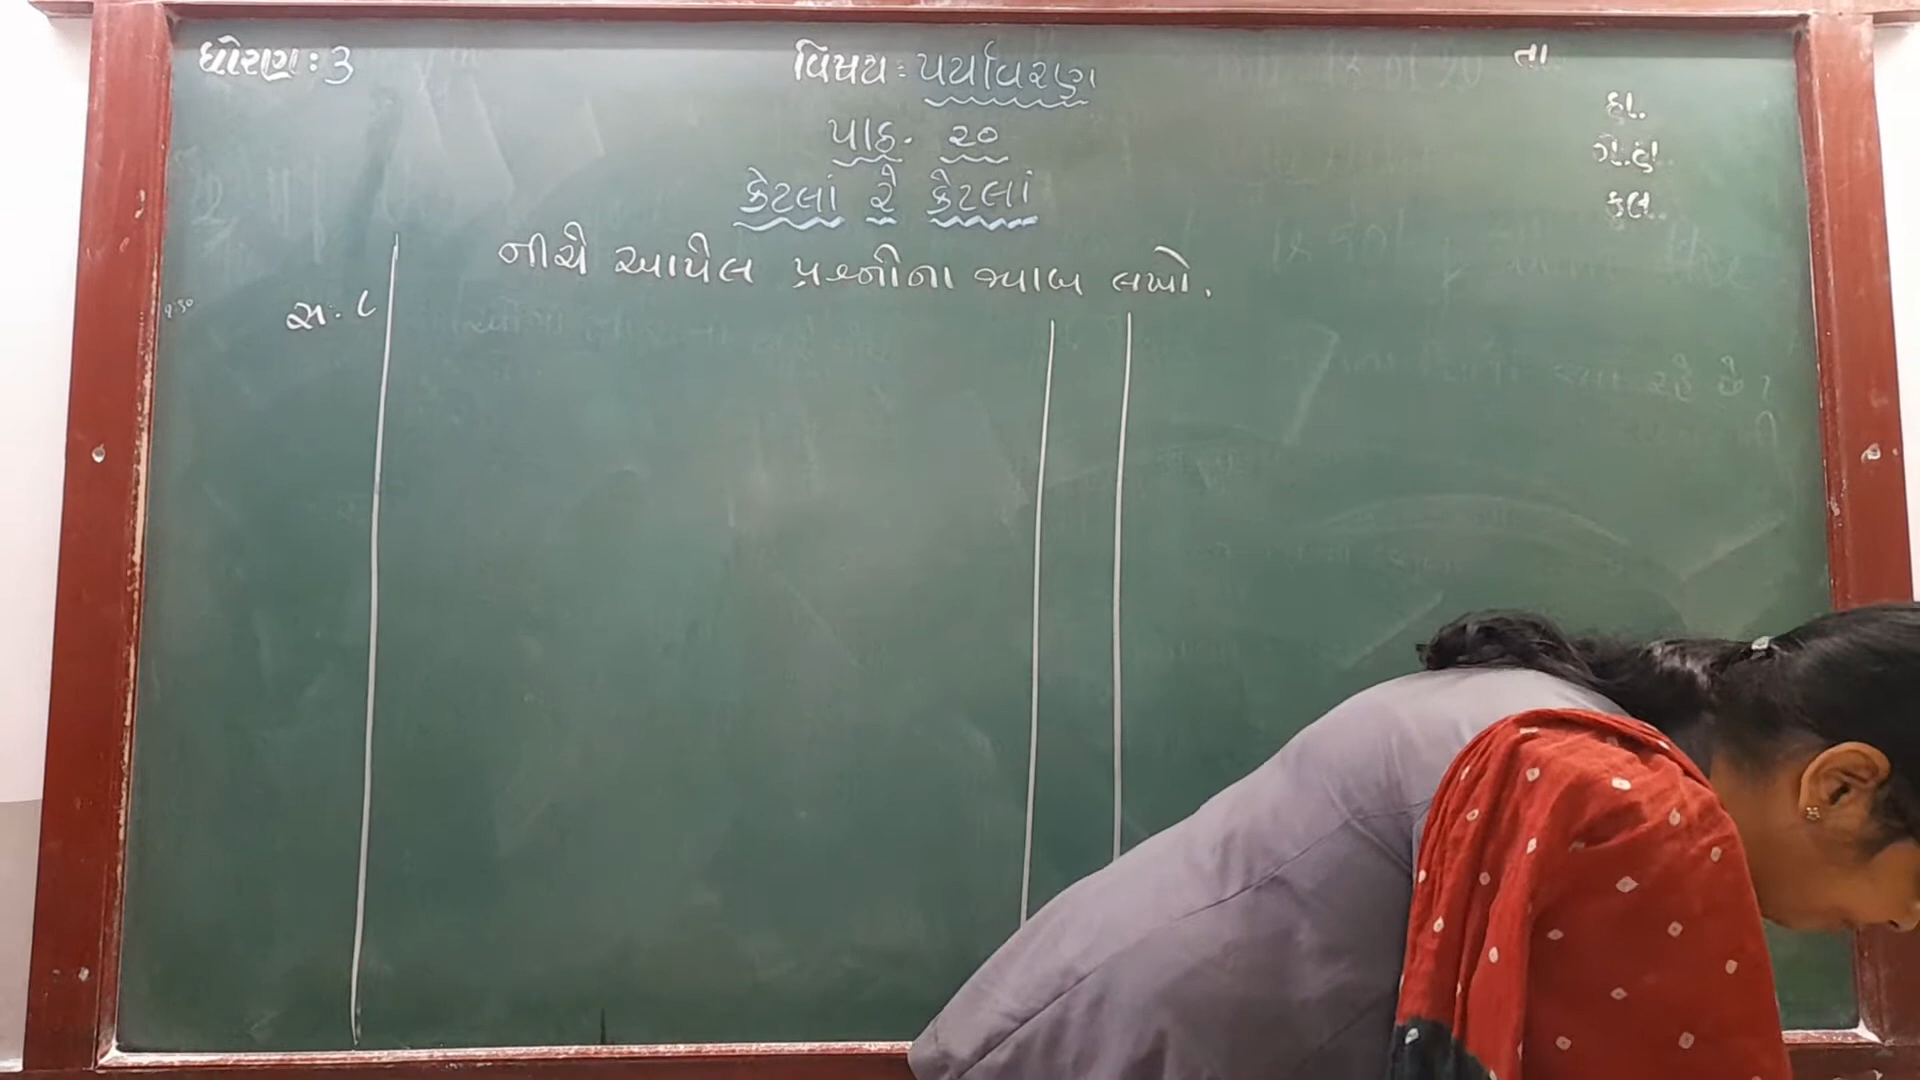 ધોરણ : 3
વિષય : પર્યાવરણ
તા
પાઠ. ૨૦
કેટલાં રે કેટલાં
હા.
ગે.હા.
કુલ.
નીચે આપેલ પ્રશ્નોના જવાબ લખો.
સ : ૮